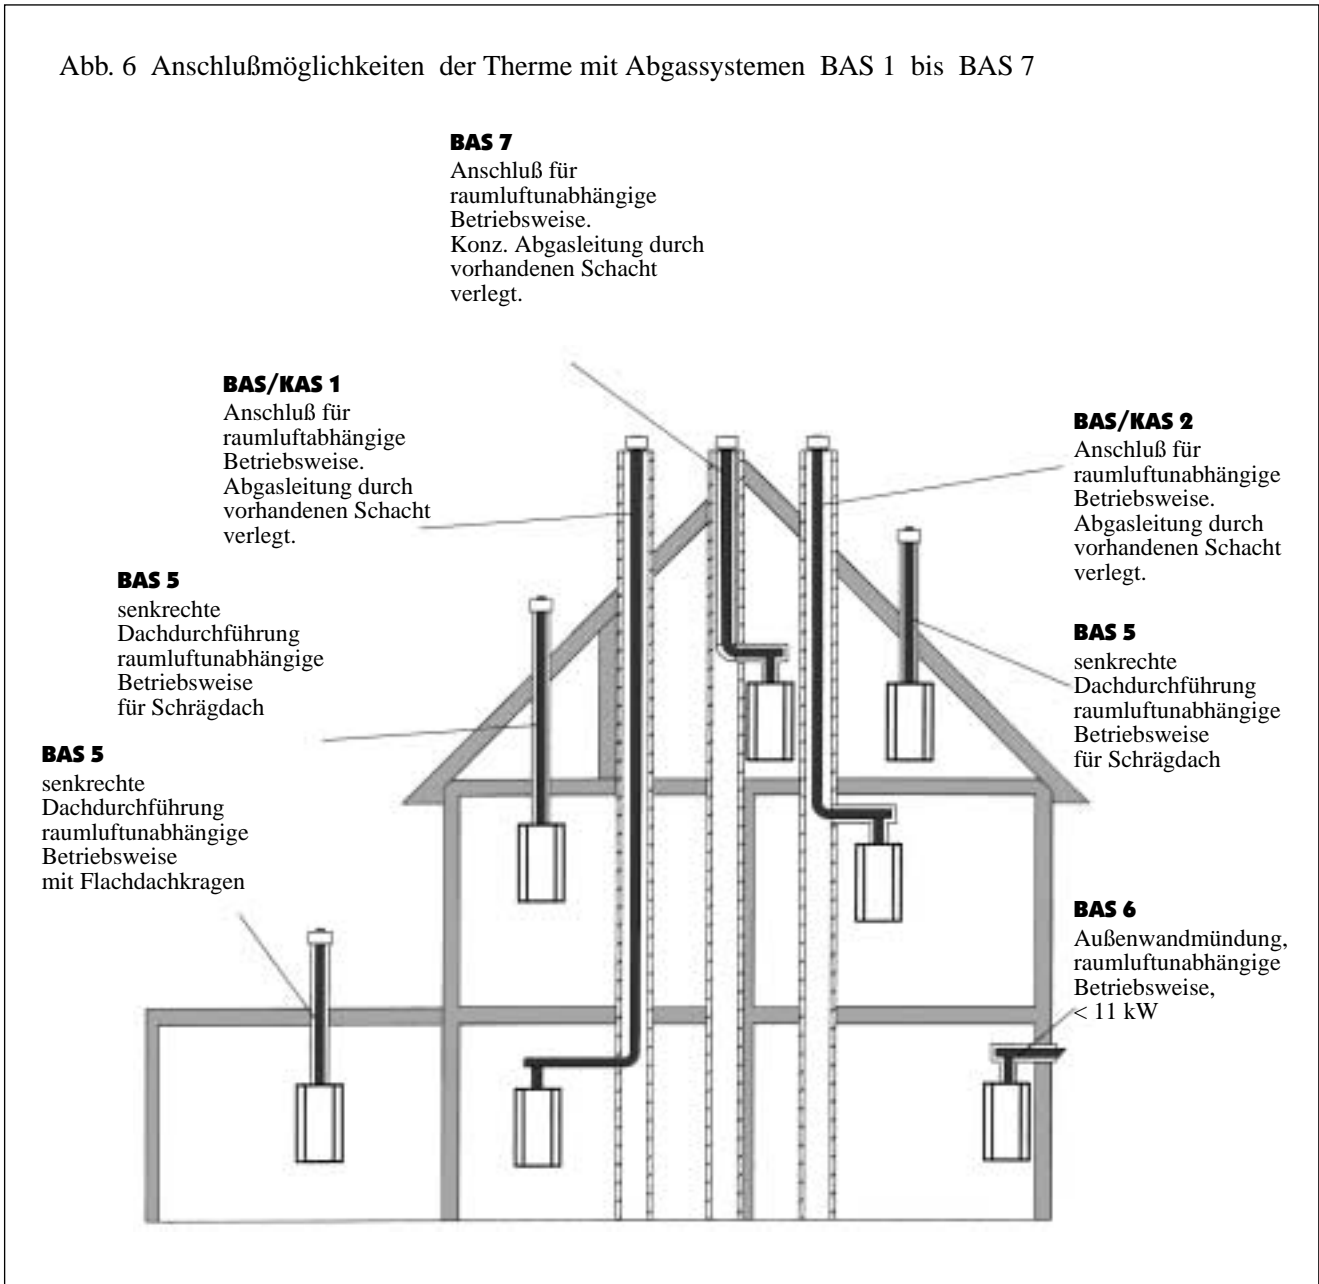 Abb. 6 Anschlußmöglichkeiten der Therme mit Abgassystemen BAS 1 bis BAS 7
BAS 7
Anschluß für
raumluftunabhängige
Betriebsweise.
Konz. Abgasleitung durch
vorhandenen Schacht
verlegt.
BAS/KAS 1
Anschluß für
raumluftabhängige
Betriebsweise.
Abgasleitung durch
vorhandenen Schacht
verlegt.
BAS/KAS 2
Anschluß für
raumluftunabhängige
Betriebsweise.
Abgasleitung durch
vorhandenen Schacht
verlegt.
BAS 5
senkrechte
Dachdurchführung
raumluftunabhängige
Betriebsweise
für Schrägdach
BAS 5
senkrechte
Dachdurchführung
raumluftunabhängige
Betriebsweise
für Schrägdach
BAS 5
senkrechte
Dachdurchführung
raumluftunabhängige
Betriebsweise
mit Flachdachkragen
BAS 6
Außenwandmündung,
raumluftunabhängige
Betriebsweise,
< 11 kW